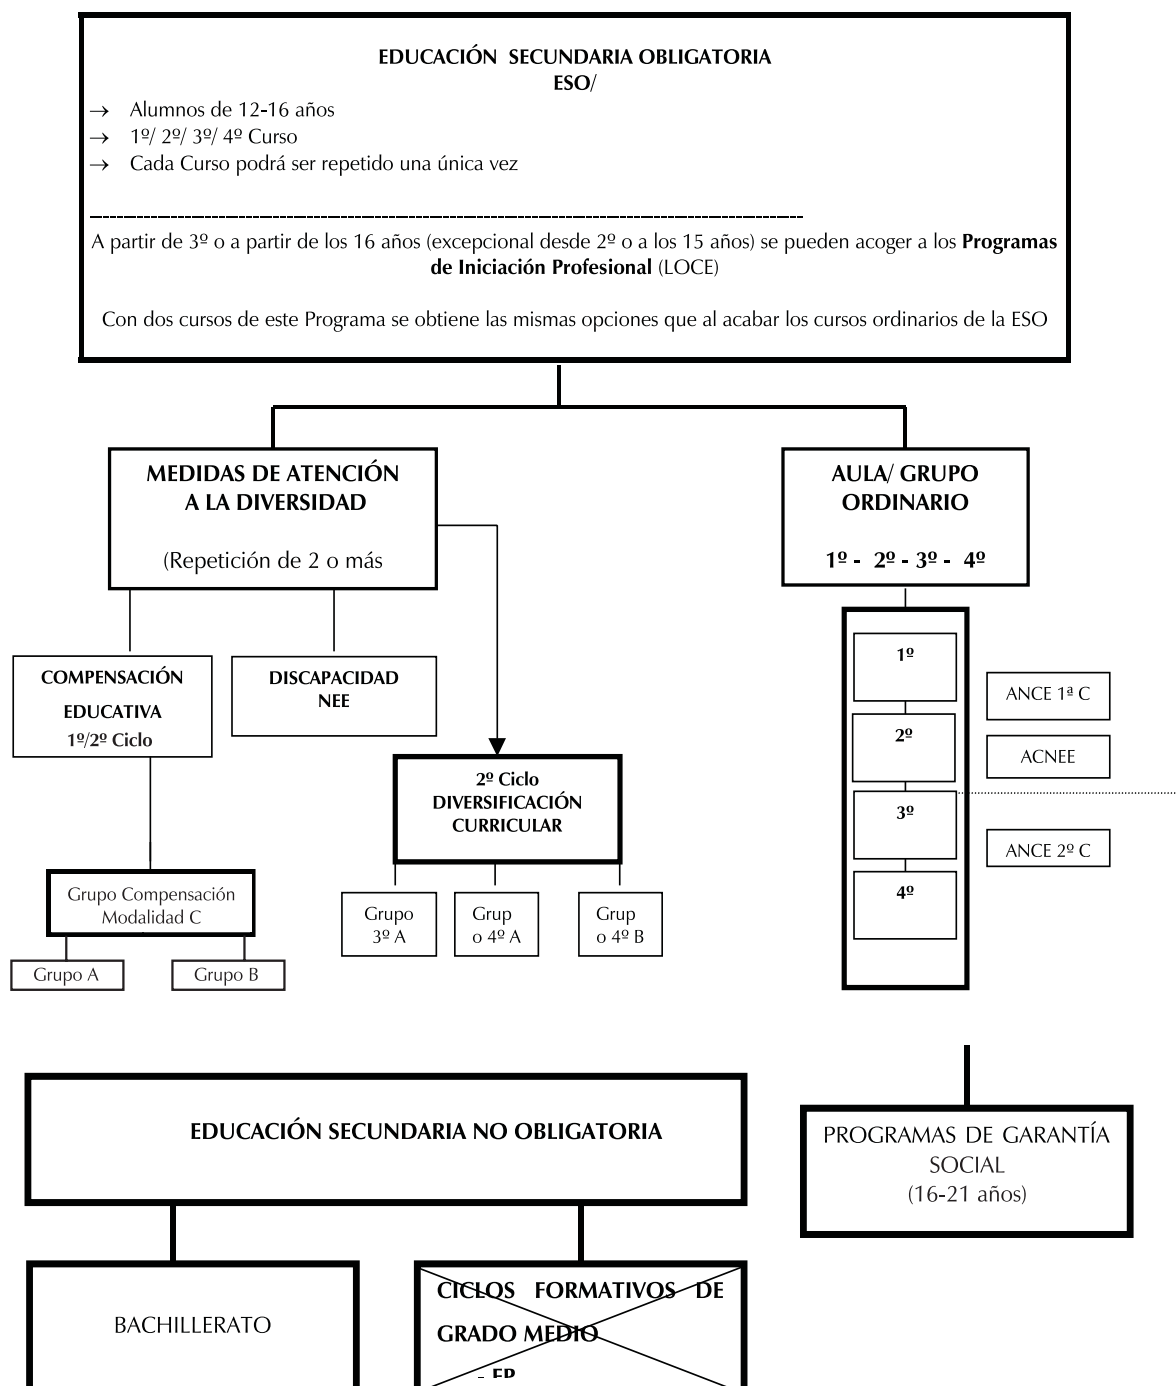 EDUCACIÓN SECUNDARIA OBLIGATORIA
ESO/
→ Alumnos de 12-16 años
→ 1º/ 2º/ 3º/ 4º Curso
→ Cada Curso podrá ser repetido una única vez
A partir de 3º o a partir de los 16 años (excepcional desde 2º o a los 15 años) se pueden acoger a los Programas
de Iniciación Profesional (LOCE)
Con dos cursos de este Programa se obtiene las mismas opciones que al acabar los cursos ordinarios de la ESO
MEDIDAS DE ATENCIÓN
A LA DIVERSIDAD
(Repetición de 2 o más
AULA/ GRUPO
ORDINARIO
1º - 2º - 3º - 4º
COMPENSACIÓN
EDUCATIVA
1º/2º Ciclo
DISCAPACIDAD
NEE
2º Ciclo
DIVERSIFICACIÓN
CURRICULAR
Grupo Compensación
Modalidad C
Grupo A
Grupo B
Grupo
3º A
Grup
o 4º A
Grup
o 4º B
1º
2º
3º
4º
ANCE 1ª C
ACNEE
ANCE 2º C
EDUCACIÓN SECUNDARIA NO OBLIGATORIA
PROGRAMAS DE GARANTÍA
SOCIAL
(16-21 años)
BACHILLERATO
CICLOS FORMATIVOS DE
GRADO MEDIO
- FP